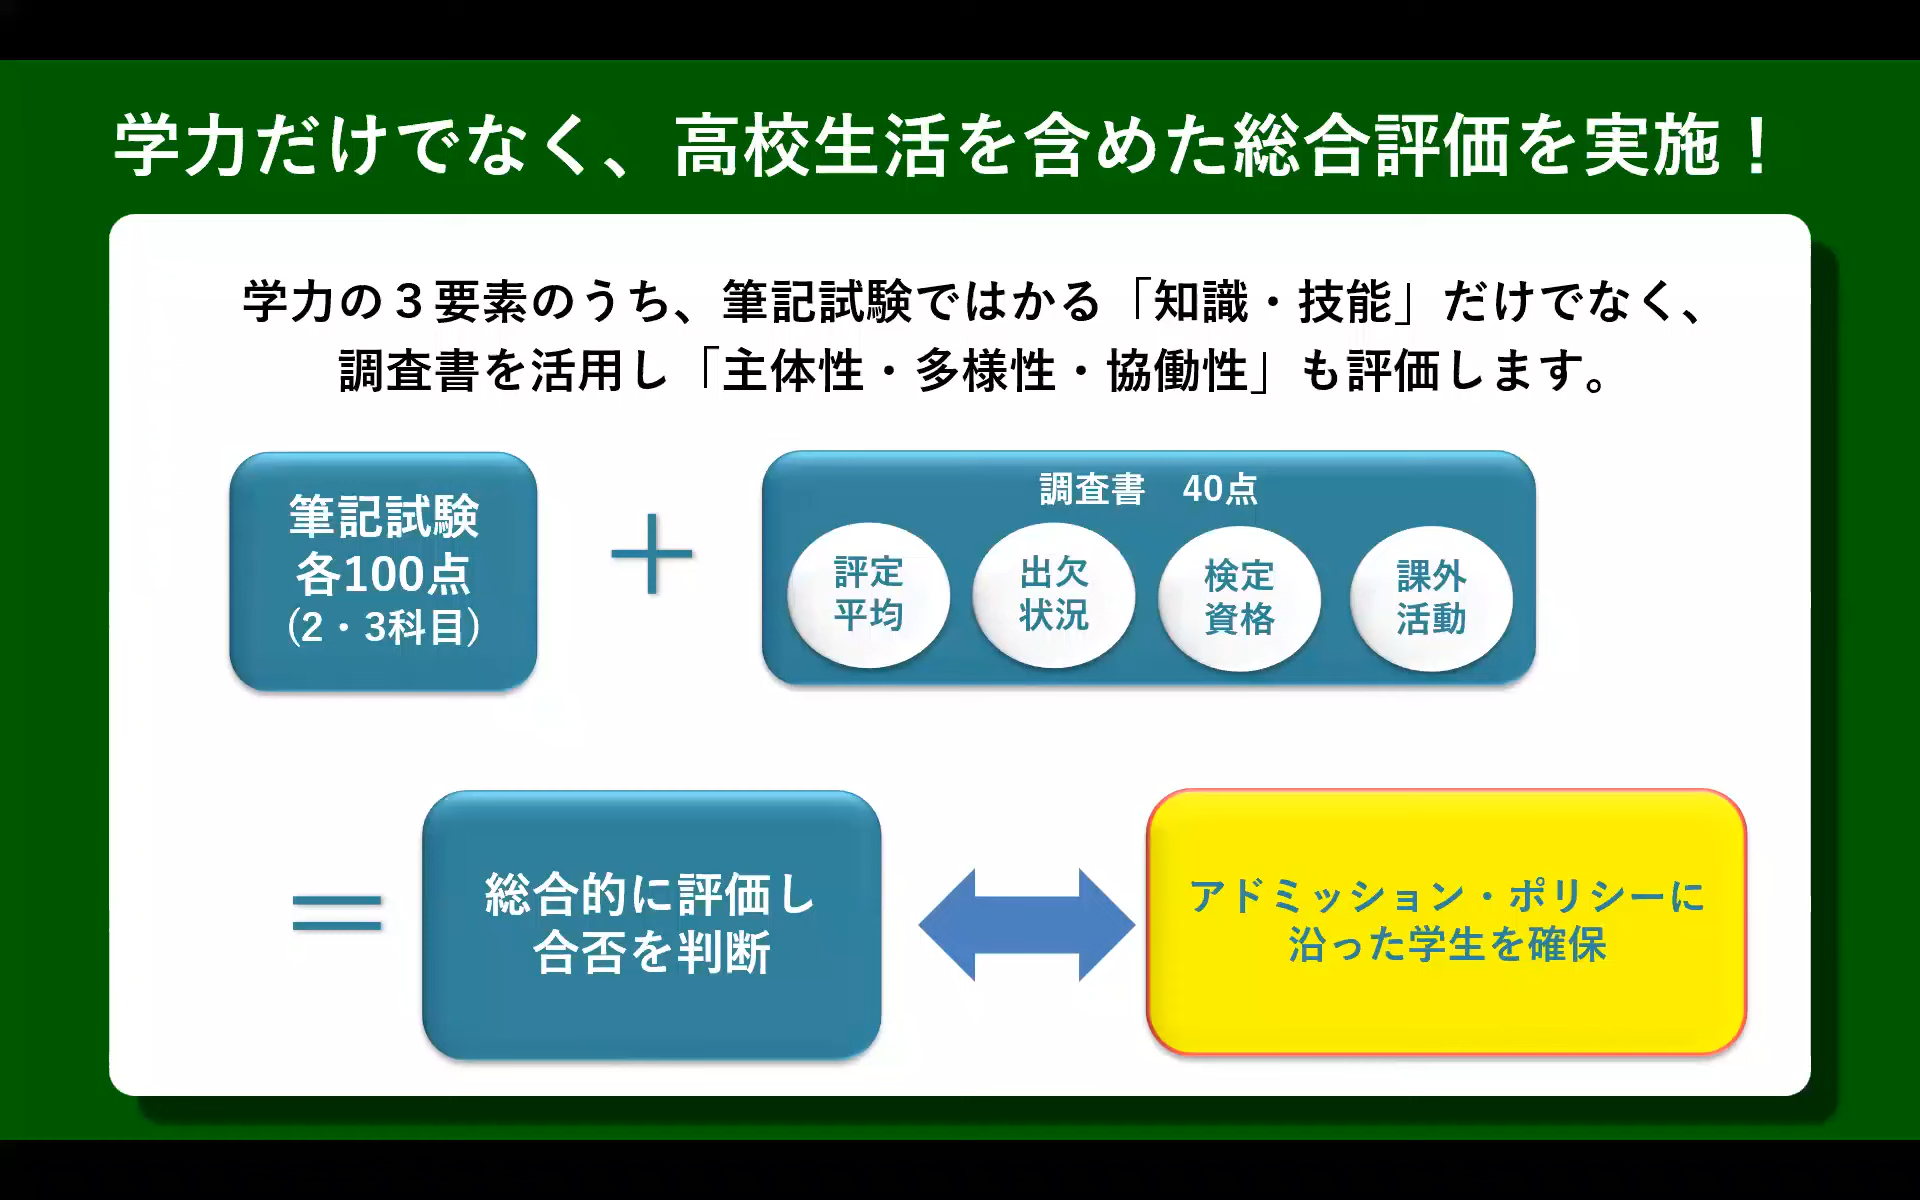 学力だけでなく、高校生活を含めた総合評価を実施！
学力の３要素のうち、筆記試験ではかる「知識・技能」だけでなく、
調査書を活用し「主体性・多様性・協働性」も評価します。
筆記試験
各100点
(2・3科目)
＋
調査書　40点
評定
平均
出欠
状況
検定
資格
課外
活動
＝
総合的に評価し
合否を判断
アドミッション・ポリシーに
沿った学生を確保